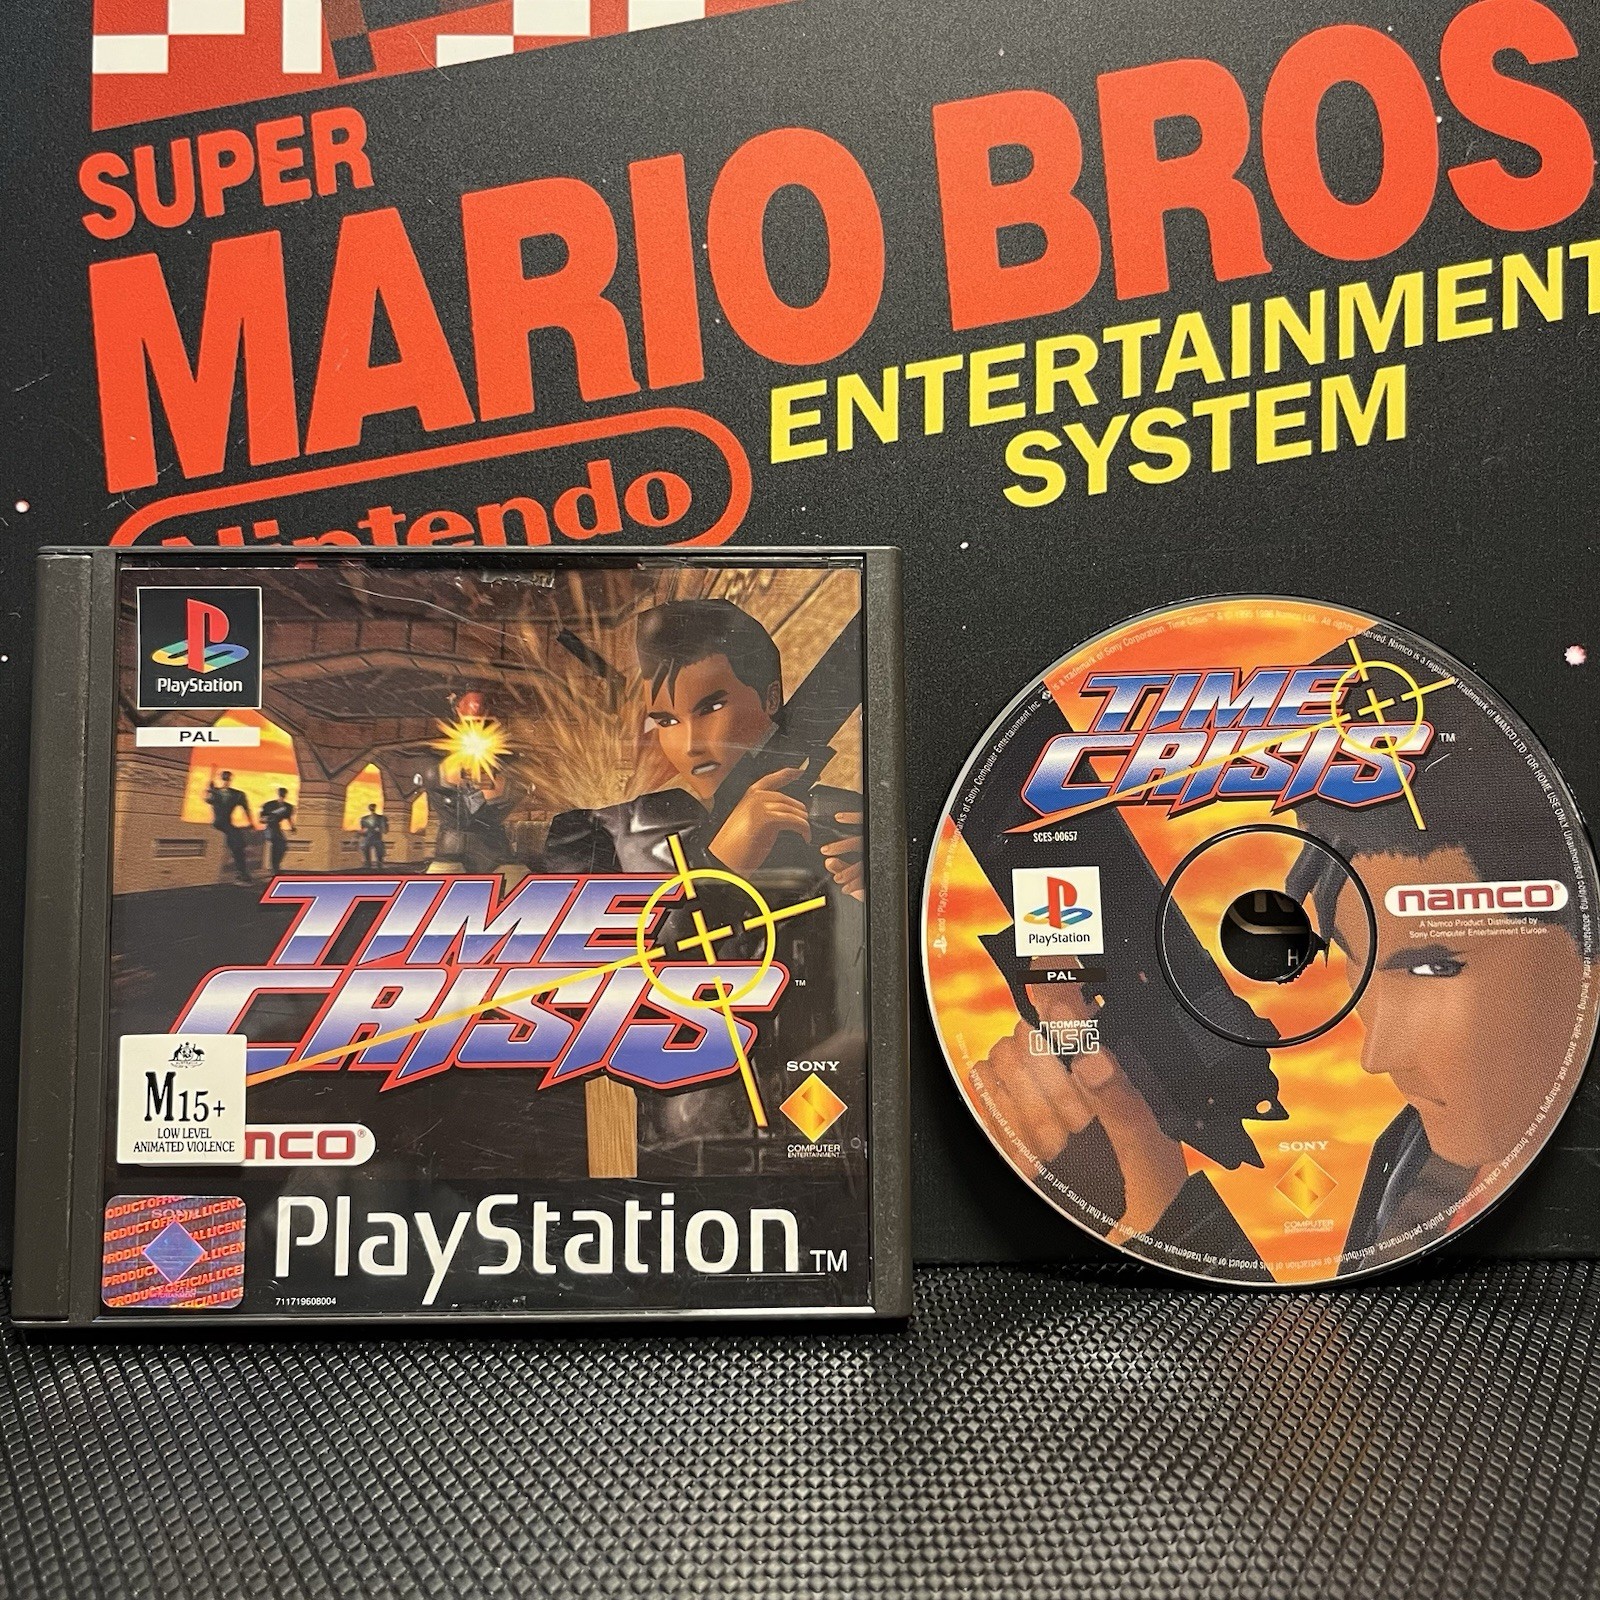 SUPER
MARIO BROS
ENTERTAINMENT
SYSTEM
Nintendo
PlayStation
PAL
TIME
CRISIS
TM
M15+
LOW LEVEL
ANIMATED VIOLENCE
SONY
COMPUTER
ENTERTAINMENT
PlayStation TM
711719608004
TIME
CRISIS TM
SCES-00657
PlayStation
PAL
COMPACT
disc
namco®
A Namco Product. Distributed by
Sony Computer Entertainment Europe.
SONY
COMPUTER
ENTERTAINMENT